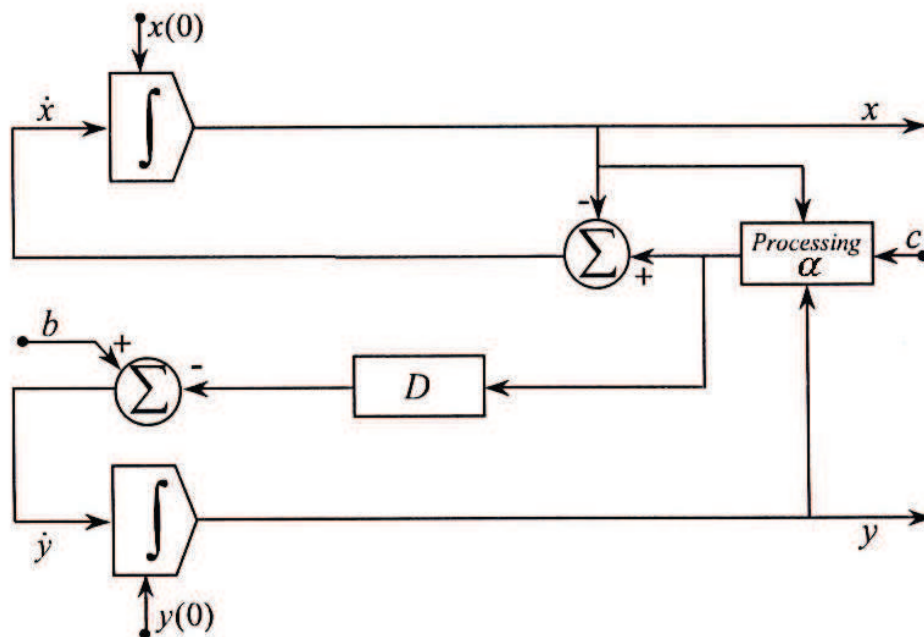 x(0)
ẋ
∫
x
-
Σ
+
Processing
α
c
b
+
Σ
-
D
∫
ẏ
y
y(0)